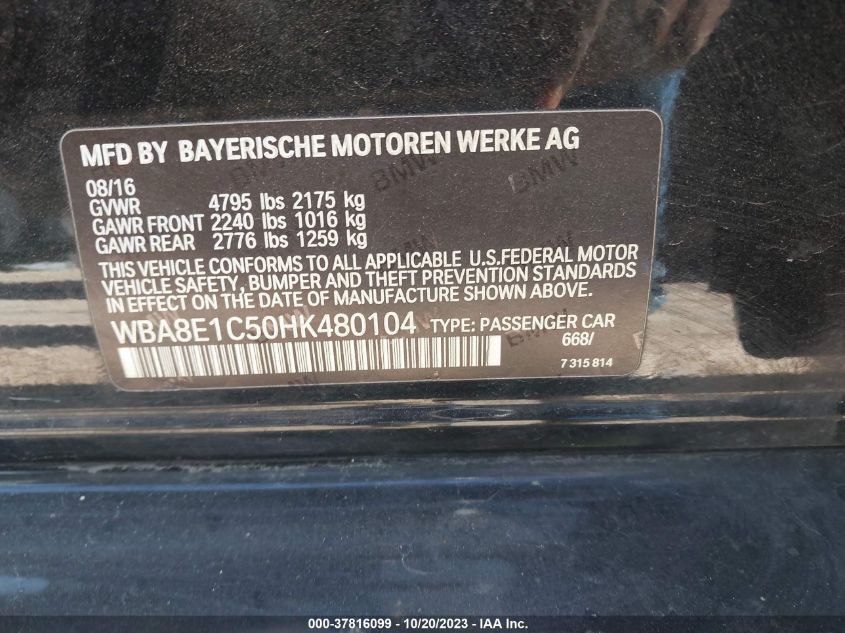 MFD BY BAYERISCHE MOTOREN WERKE AG
08/16
GVWR 4795 lbs 2175 kg
GAWR FRONT 2240 lbs 1016 kg
GAWR REAR 2776 lbs 1259 kg
THIS VEHICLE CONFORMS TO ALL APPLICABLE U.S.FEDERAL MOTOR
VEHICLE SAFETY, BUMPER AND THEFT PREVENTION STANDARDS
IN EFFECT ON THE DATE OF MANUFACTURE SHOWN ABOVE.
WBA8E1C50HK480104 TYPE: PASSENGER CAR
668/
7 315 814
000-37816099 - 10/20/2023 - IAA Inc.